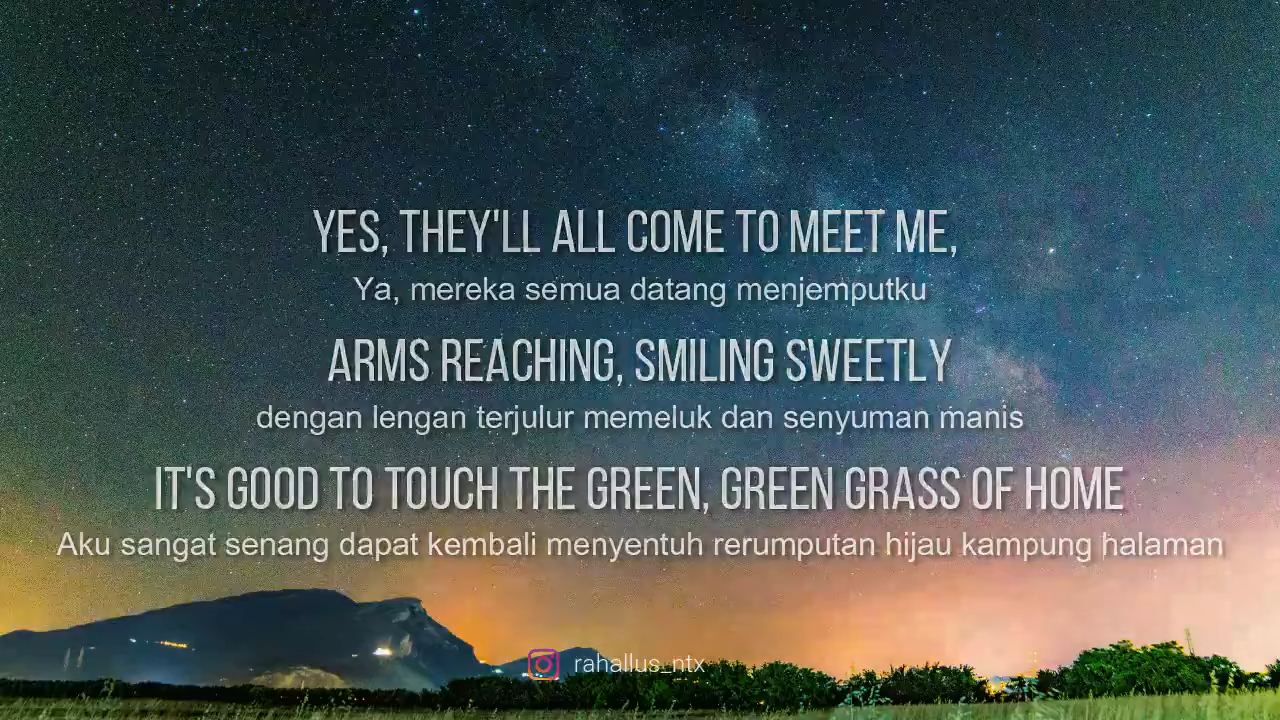 YES, THEY'LL ALL COME TO MEET ME,
Ya, mereka semua datang menjemputku
ARMS REACHING, SMILING SWEETLY
dengan lengan terjulur memeluk dan senyuman manis
IT'S GOOD TO TOUCH THE GREEN, GREEN GRASS OF HOME
Aku sangat senang dapat kembali menyentuh rerumputan hijau kampung halaman
rahallus_ntx